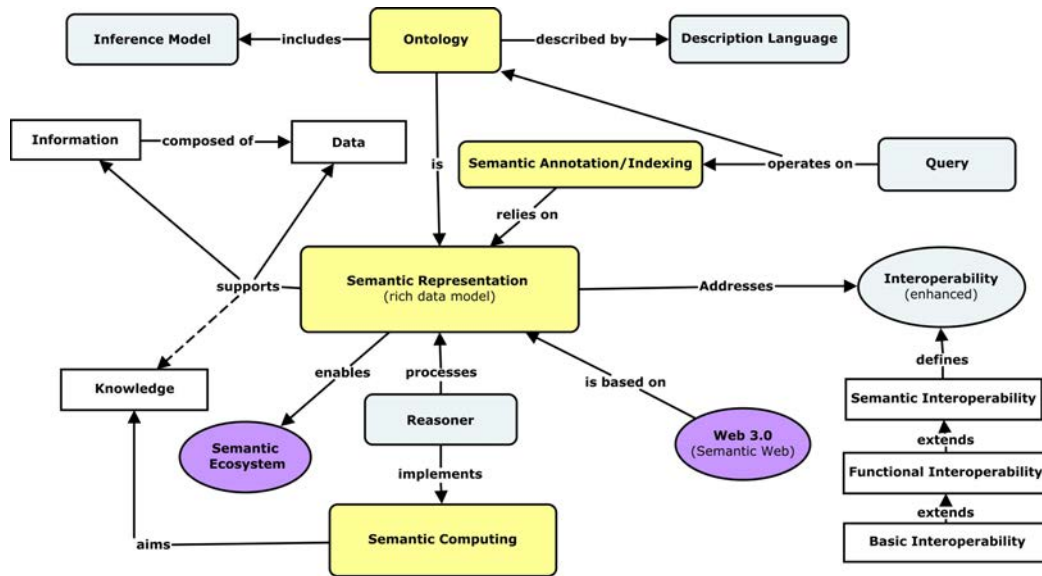 Inference Model
includes
Ontology
described by
Description Language
Information
composed of
Data
is
Semantic Annotation/Indexing
operates on
Query
relies on
supports
Semantic Representation
(rich data model)
Addresses
Interoperability
(enhanced)
defines
enables
processes
is based on
Knowledge
Semantic Interoperability
Reasoner
extends
Semantic
Ecosystem
Web 3.0
(Semantic Web)
implements
Functional Interoperability
extends
aims
Semantic Computing
Basic Interoperability